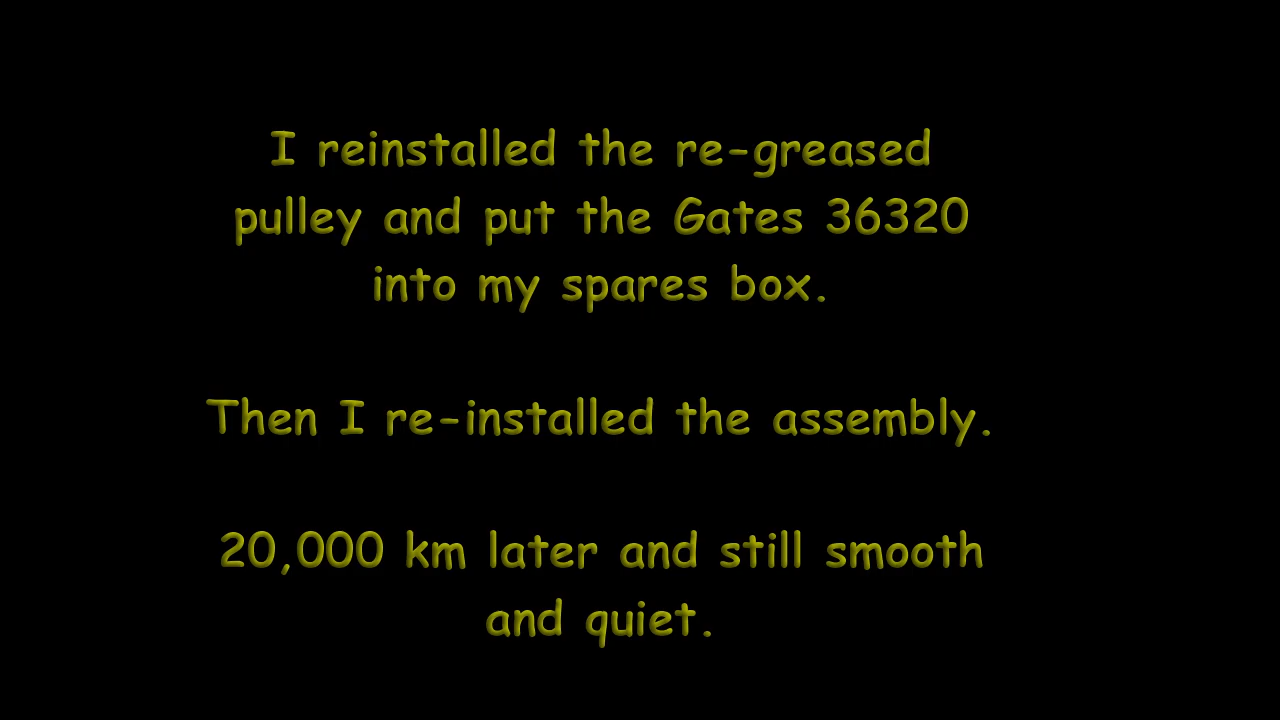 I reinstalled the re-greased
pulley and put the Gates 36320
into my spares box.
Then I re-installed the assembly.
20,000 km later and still smooth
and quiet.